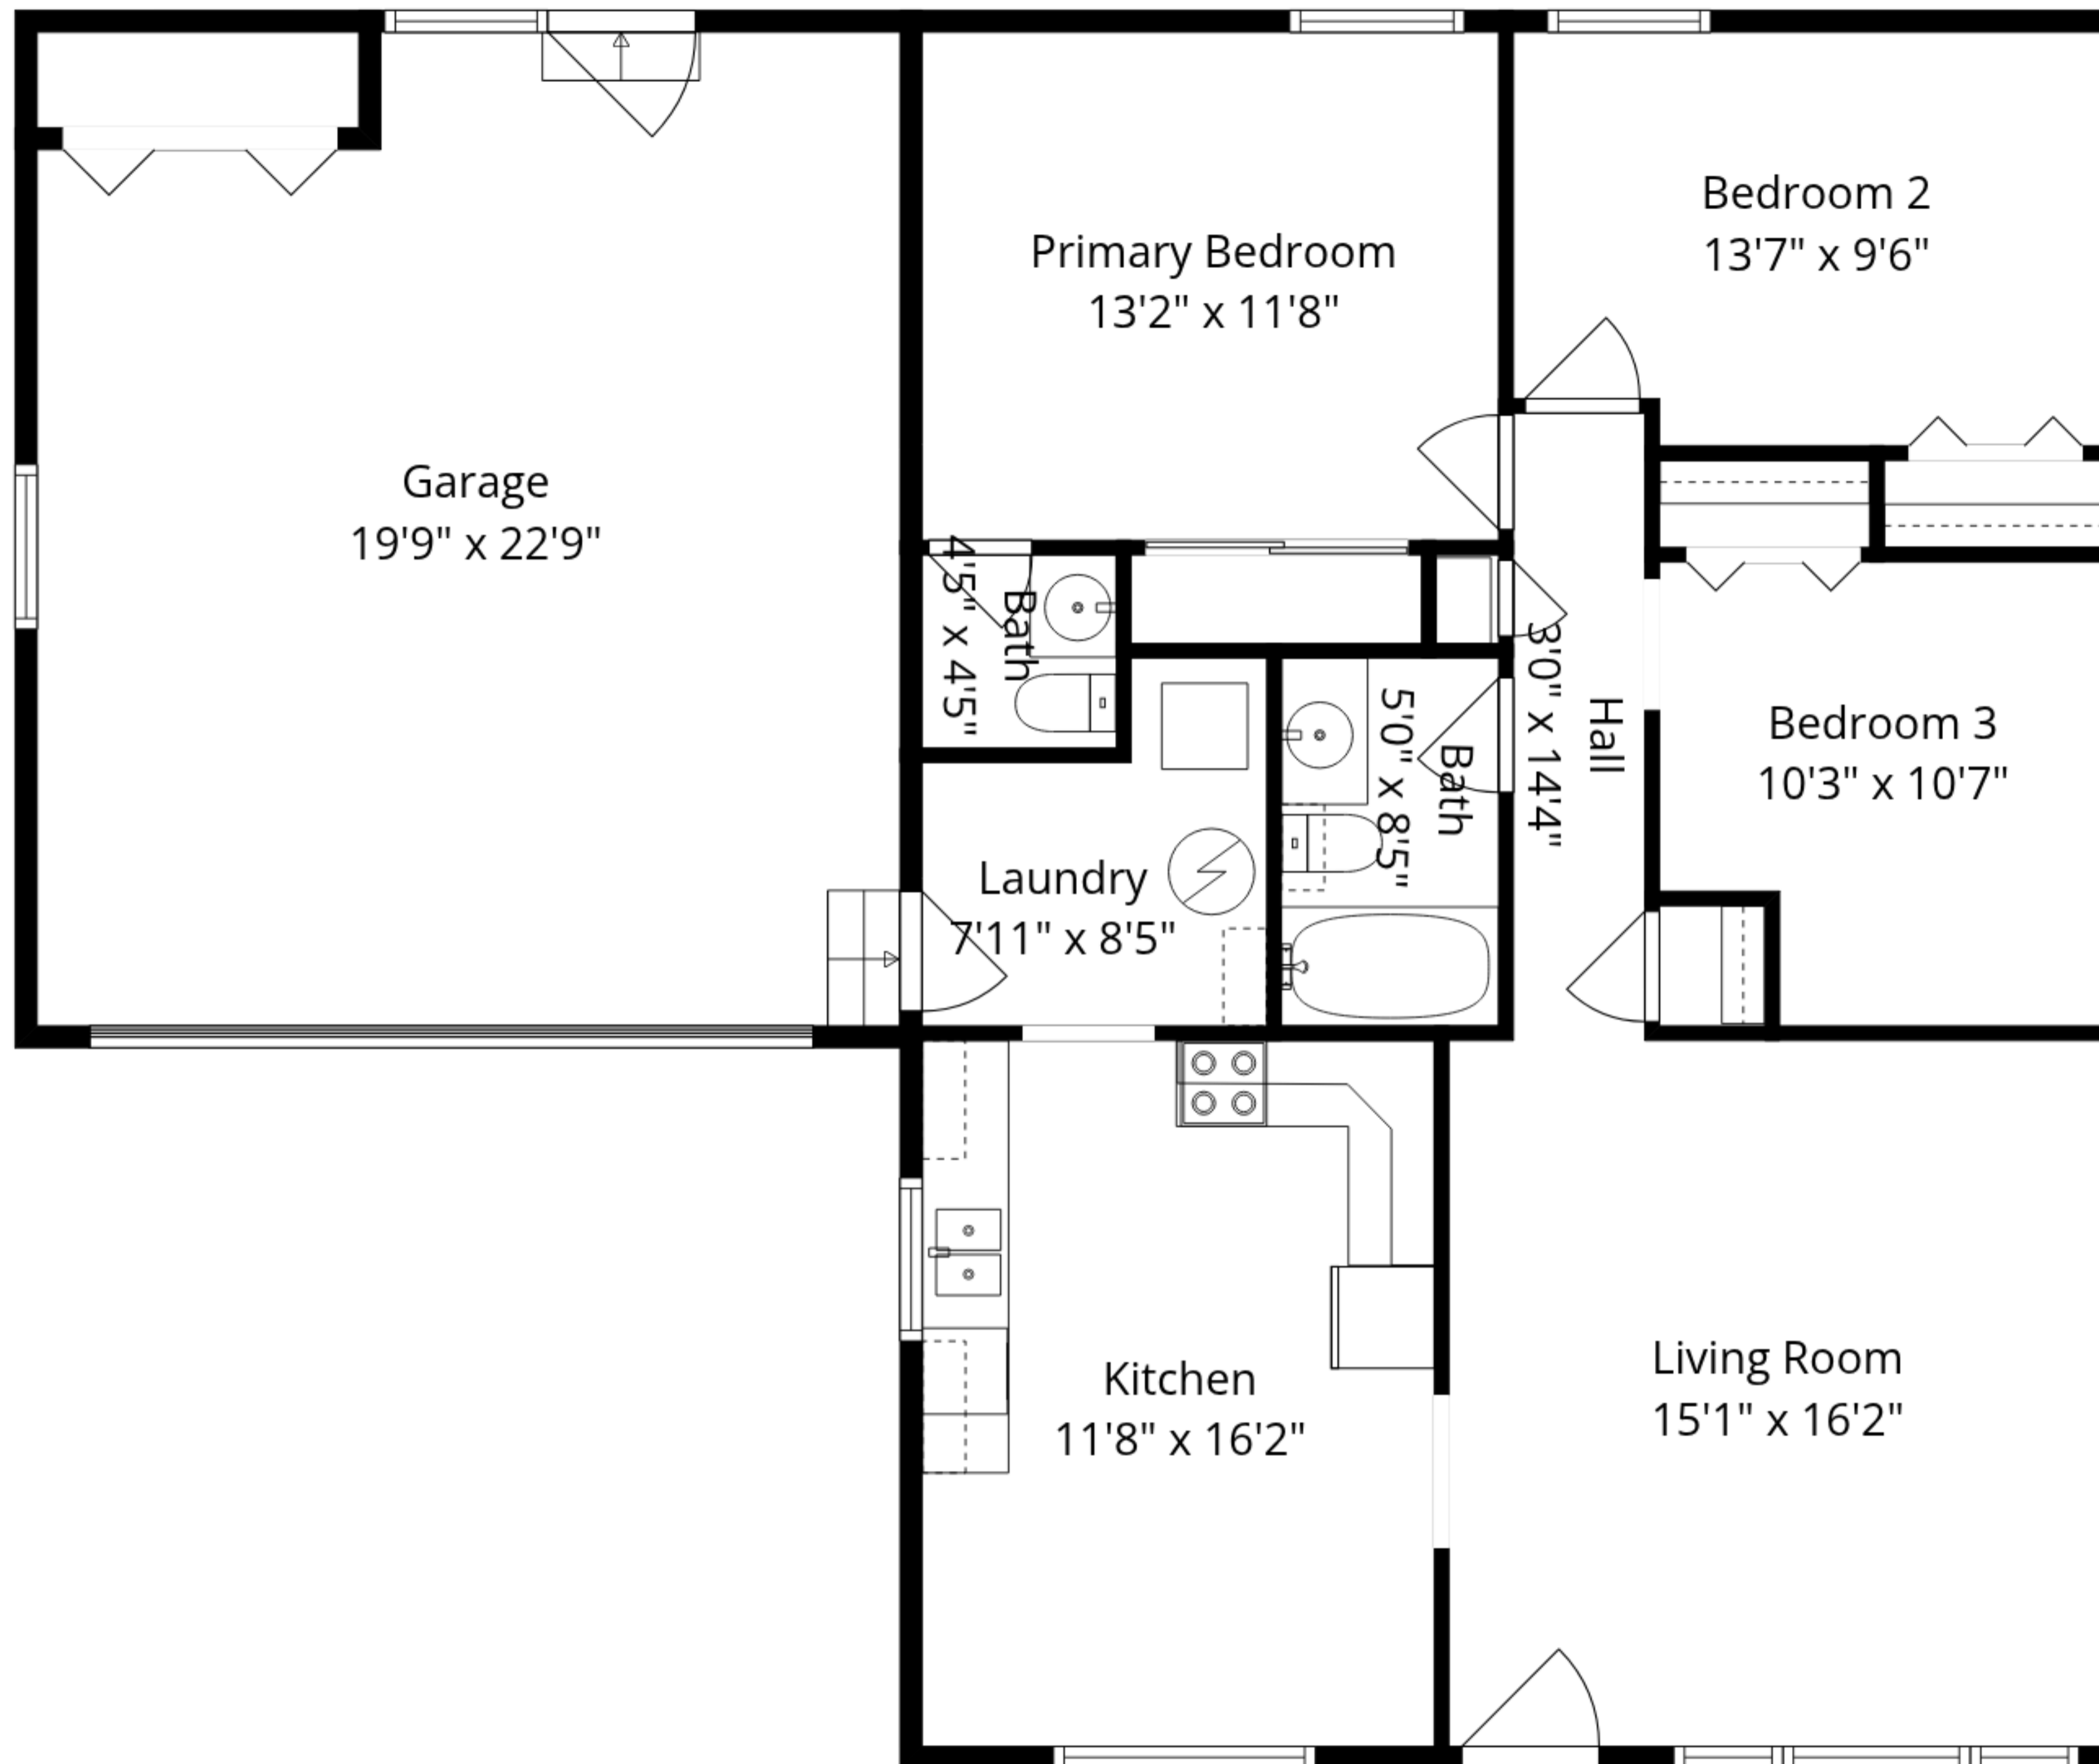 Bedroom 2
13'7" x 9'6"
Primary Bedroom
13'2" x 11'8"
Garage
19'9" x 22'9"
Bath
4'5" x 4'5"
Hall
3'0" x 14'4"
Bedroom 3
10'3" x 10'7"
Bath
5'0" x 8'5"
Laundry
7'11" x 8'5"
Living Room
15'1" x 16'2"
Kitchen
11'8" x 16'2"